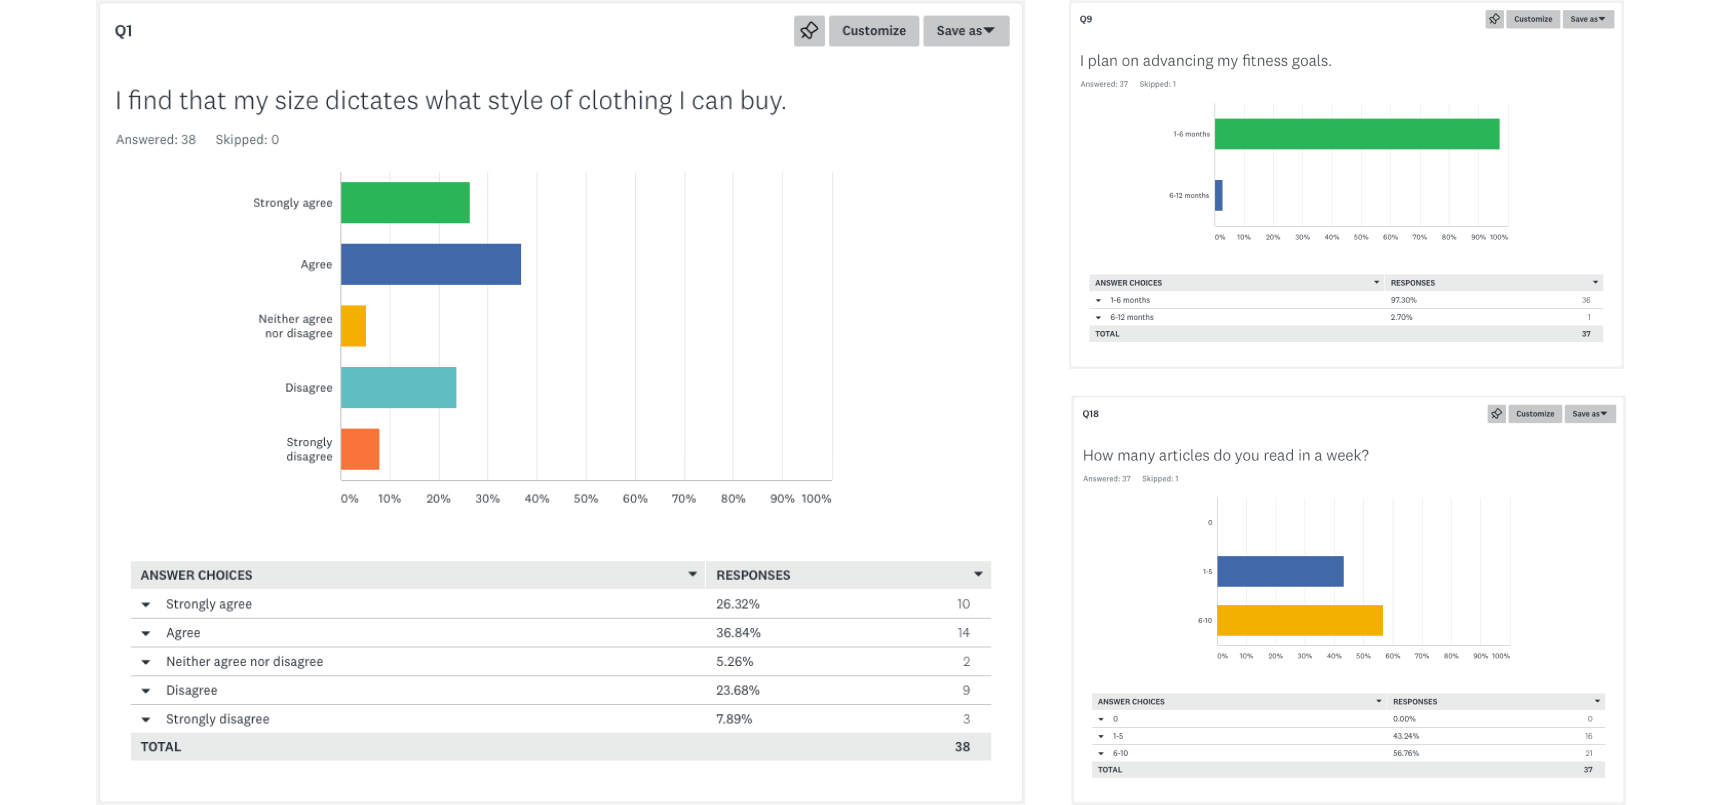 Q1
Customize
Save as
I find that my size dictates what style of clothing I can buy.
Answered: 38 Skipped: 0
Strongly agree
Agree
Neither agree
nor disagree
Disagree
Strongly
disagree
0% 10% 20% 30% 40% 50% 60% 70% 80% 90% 100%
ANSWER CHOICES RESPONSES
Strongly agree 26.32% 10
Agree 36.84% 14
Neither agree nor disagree 5.26% 2
Disagree 23.68% 9
Strongly disagree 7.89% 3
TOTAL 38
Q9
Customize
Save as
I plan on advancing my fitness goals.
Answered: 37 Skipped: 1
1-6 months
6-12 months
0% 10% 20% 30% 40% 50% 60% 70% 80% 90% 100%
ANSWER CHOICES RESPONSES
1-6 months 97.30% 36
6-12 months 2.70% 1
TOTAL 37
Q18
Customize
Save as
How many articles do you read in a week?
Answered: 37 Skipped: 1
0
1-5
6-10
0% 10% 20% 30% 40% 50% 60% 70% 80% 90% 100%
ANSWER CHOICES RESPONSES
0 0.00% 0
1-5 43.24% 16
6-10 56.76% 21
TOTAL 37